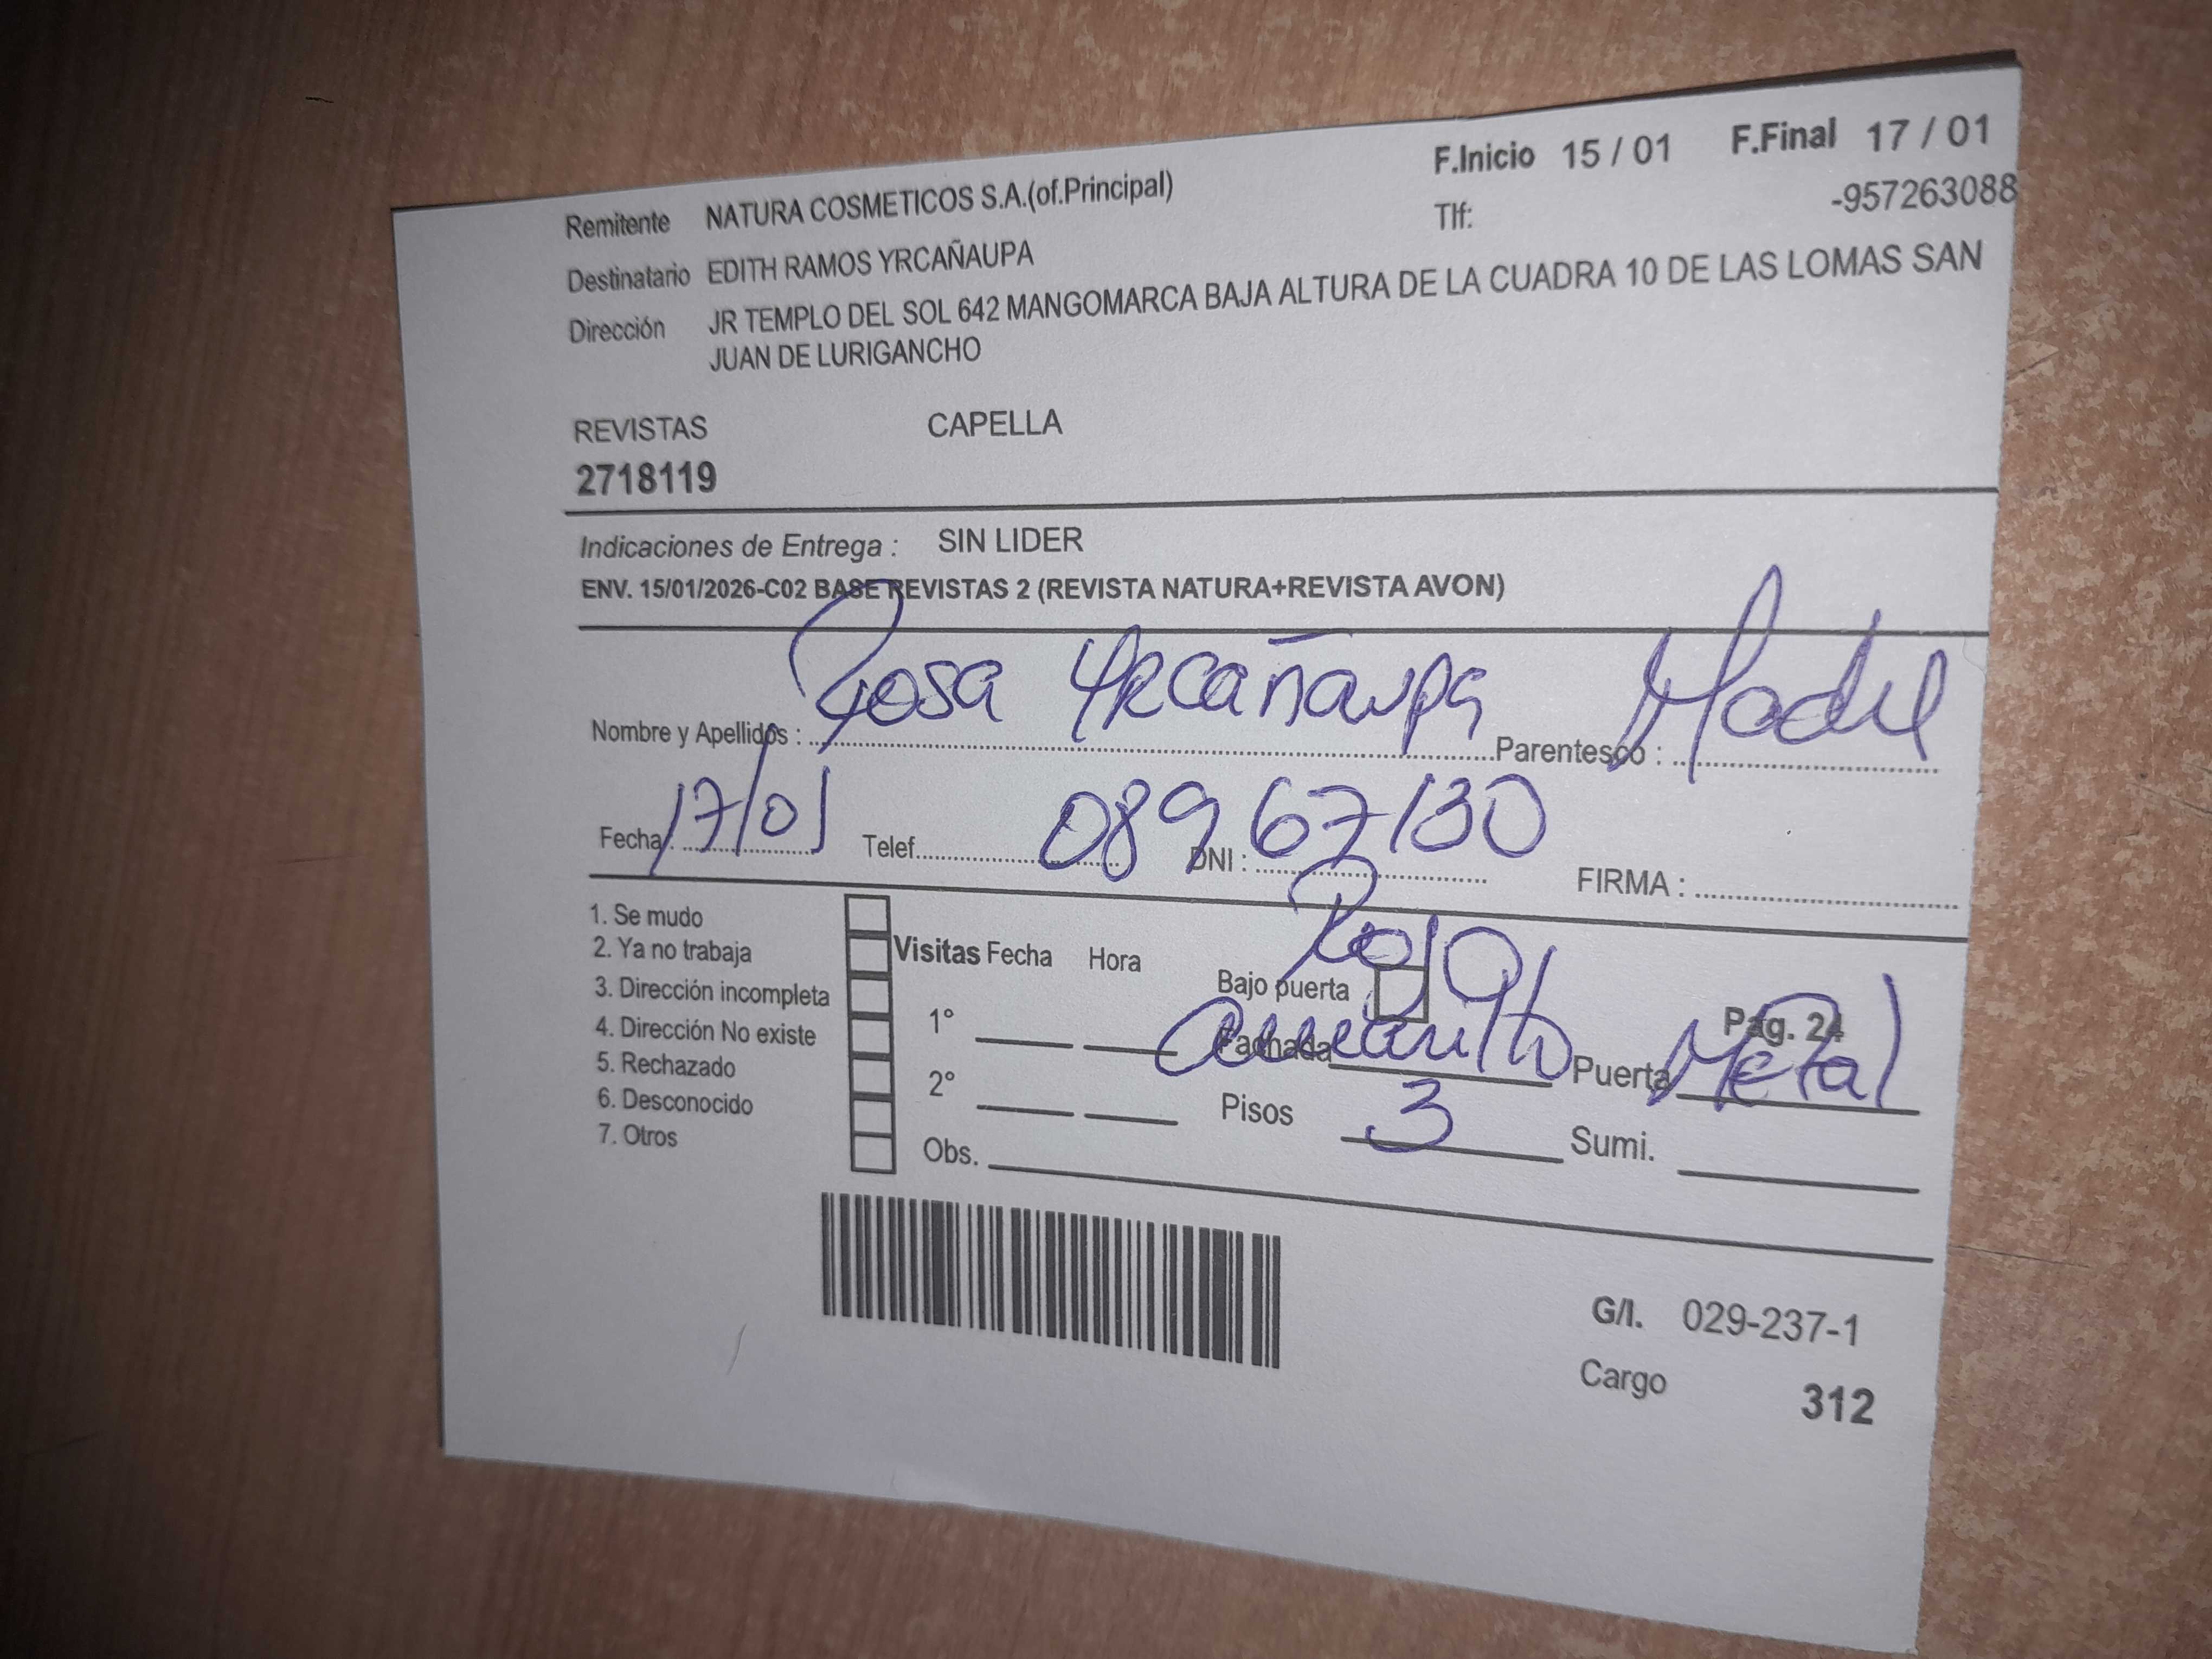 F.Inicio 15 / 01 F.Final 17 / 01
Remitente NATURA COSMETICOS S.A.(of.Principal) Tlf: -957263088
Destinatario EDITH RAMOS YRCAÑAUPA
Dirección JR TEMPLO DEL SOL 642 MANGOMARCA BAJA ALTURA DE LA CUADRA 10 DE LAS LOMAS SAN
JUAN DE LURIGANCHO
REVISTAS CAPELLA
2718119
Indicaciones de Entrega : SIN LIDER
ENV. 15/01/2026-C02 BASE REVISTAS 2 (REVISTA NATURA+REVISTA AVON)
Nombre y Apellidos : Rosa Yrcañaupa Parentesco : Madre
Fecha : 17/01 Telef. DNI : 08967130 FIRMA :
1. Se mudo
2. Ya no trabaja
3. Dirección incompleta
4. Dirección No existe
5. Rechazado
6. Desconocido
7. Otros
Visitas Fecha Hora
1°
2°
Obs.
Bajo puerta Rojo Pág. 24
Fachada amarillo Puerta Metal
Pisos 3 Sumi.
G/I. 029-237-1
Cargo 312